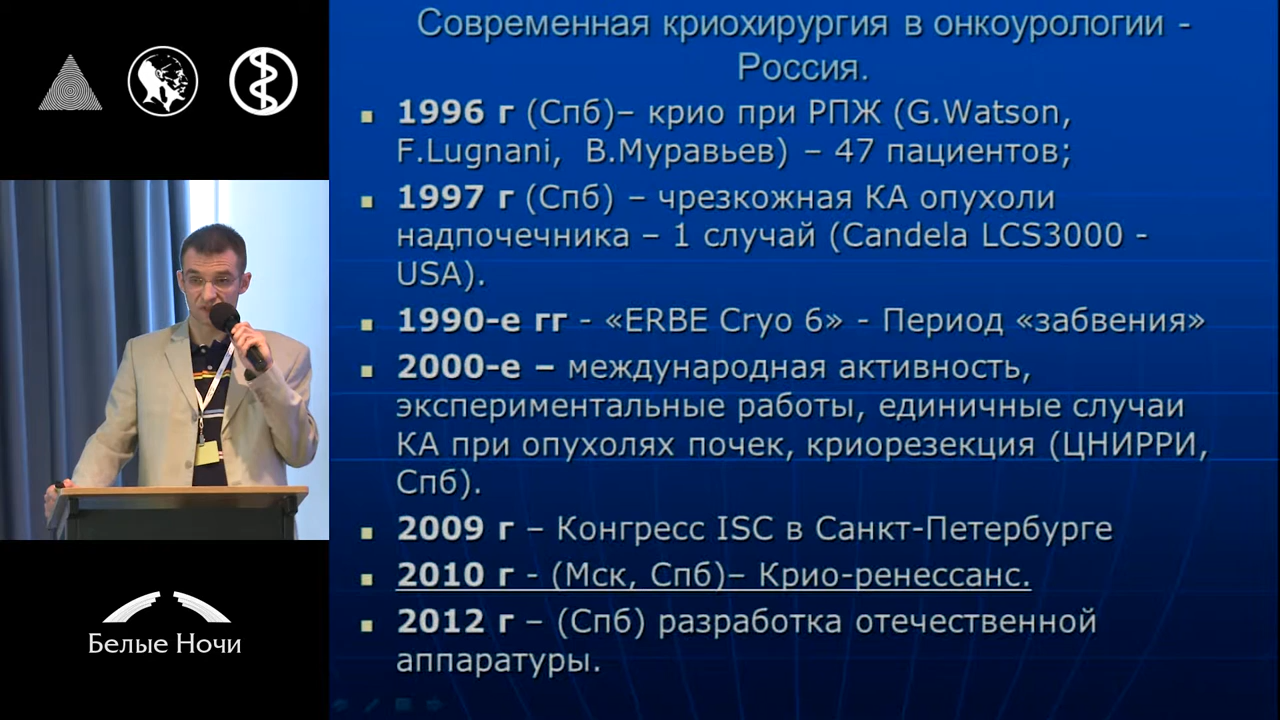 Современная криохирургия в онкоурологии -
Россия.
1996 г (Спб)– крио при РПЖ (G.Watson,
F.Lugnani, В.Муравьев) – 47 пациентов;
1997 г (Спб) – чрезкожная КА опухоли
надпочечника – 1 случай (Candela LCS3000 -
USA).
1990-е гг - «ERBE Cryo 6» - Период «забвения»
2000-е – международная активность,
экспериментальные работы, единичные случаи
КА при опухолях почек, криорезекция (ЦНИРРИ,
Спб).
2009 г – Конгресс ISC в Санкт-Петербурге
2010 г - (Мск, Спб)– Крио-ренессанс.
2012 г – (Спб) разработка отечественной
аппаратуры.
Белые Ночи